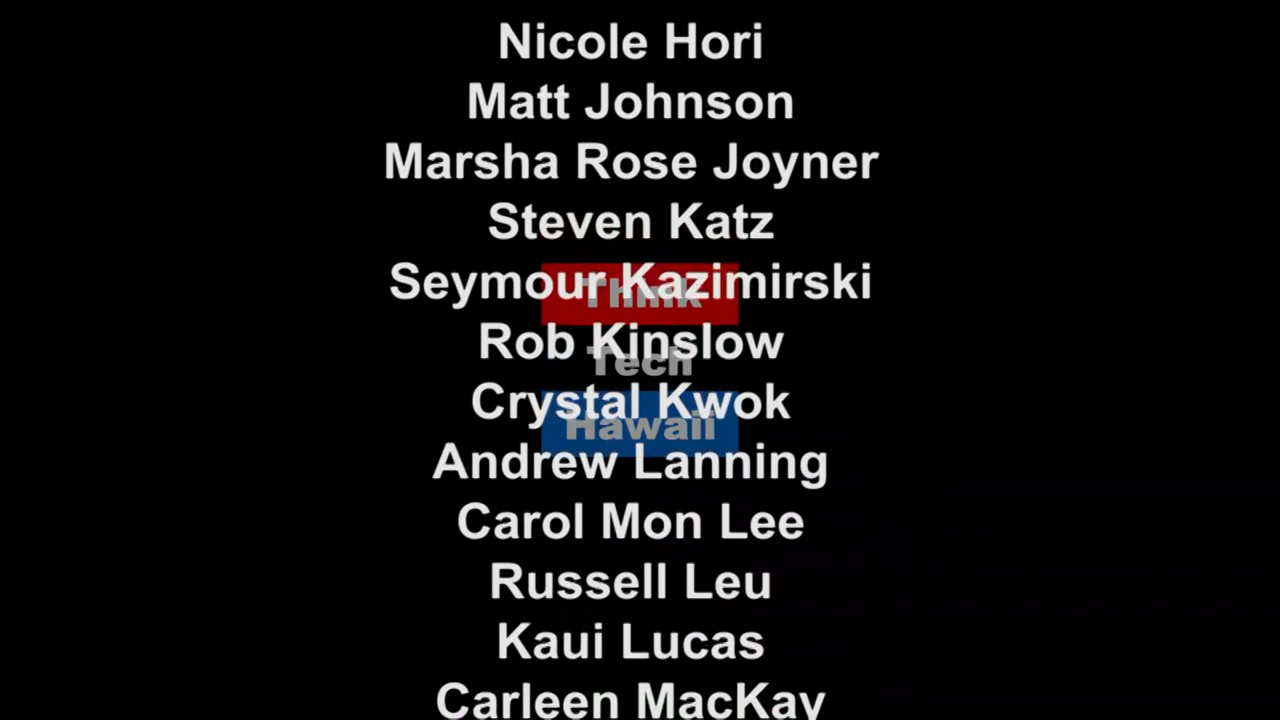 Nicole Hori
Matt Johnson
Marsha Rose Joyner
Steven Katz
Seymour Kazimirski
Think
Rob Kinslow
Tech
Crystal Kwok
Hawaii
Andrew Lanning
Carol Mon Lee
Russell Leu
Kaui Lucas
Carleen MacKay